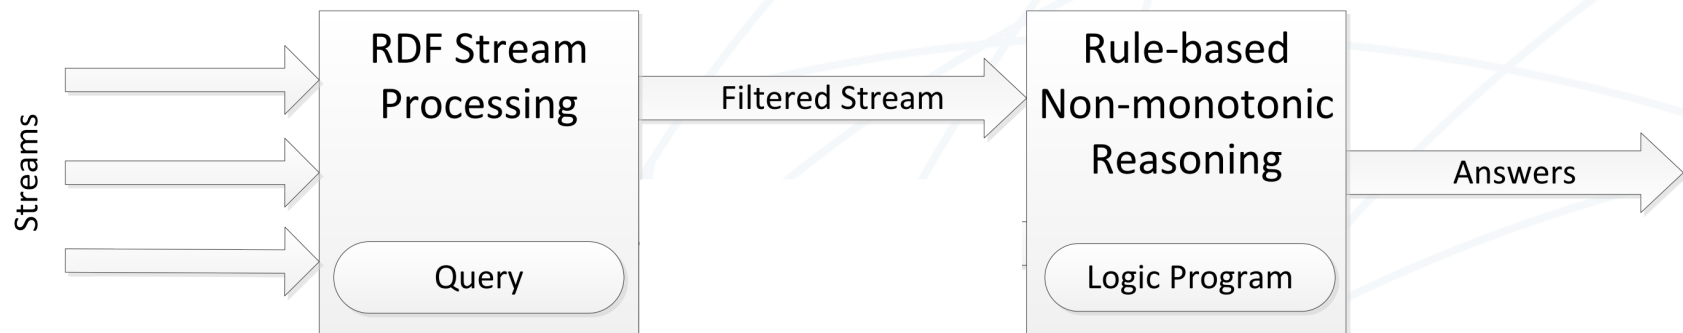 Streams
RDF Stream
Processing
Query
Filtered Stream
Rule-based
Non-monotonic
Reasoning
Logic Program
Answers